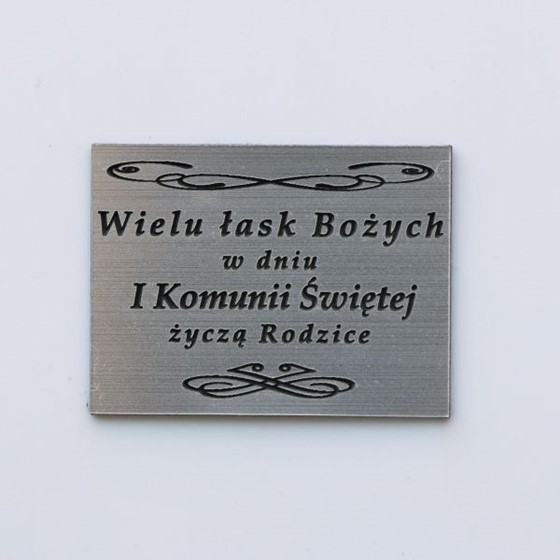 Wielu łask Bożych
w dniu
I Komunii Świętej
życzą Rodzice